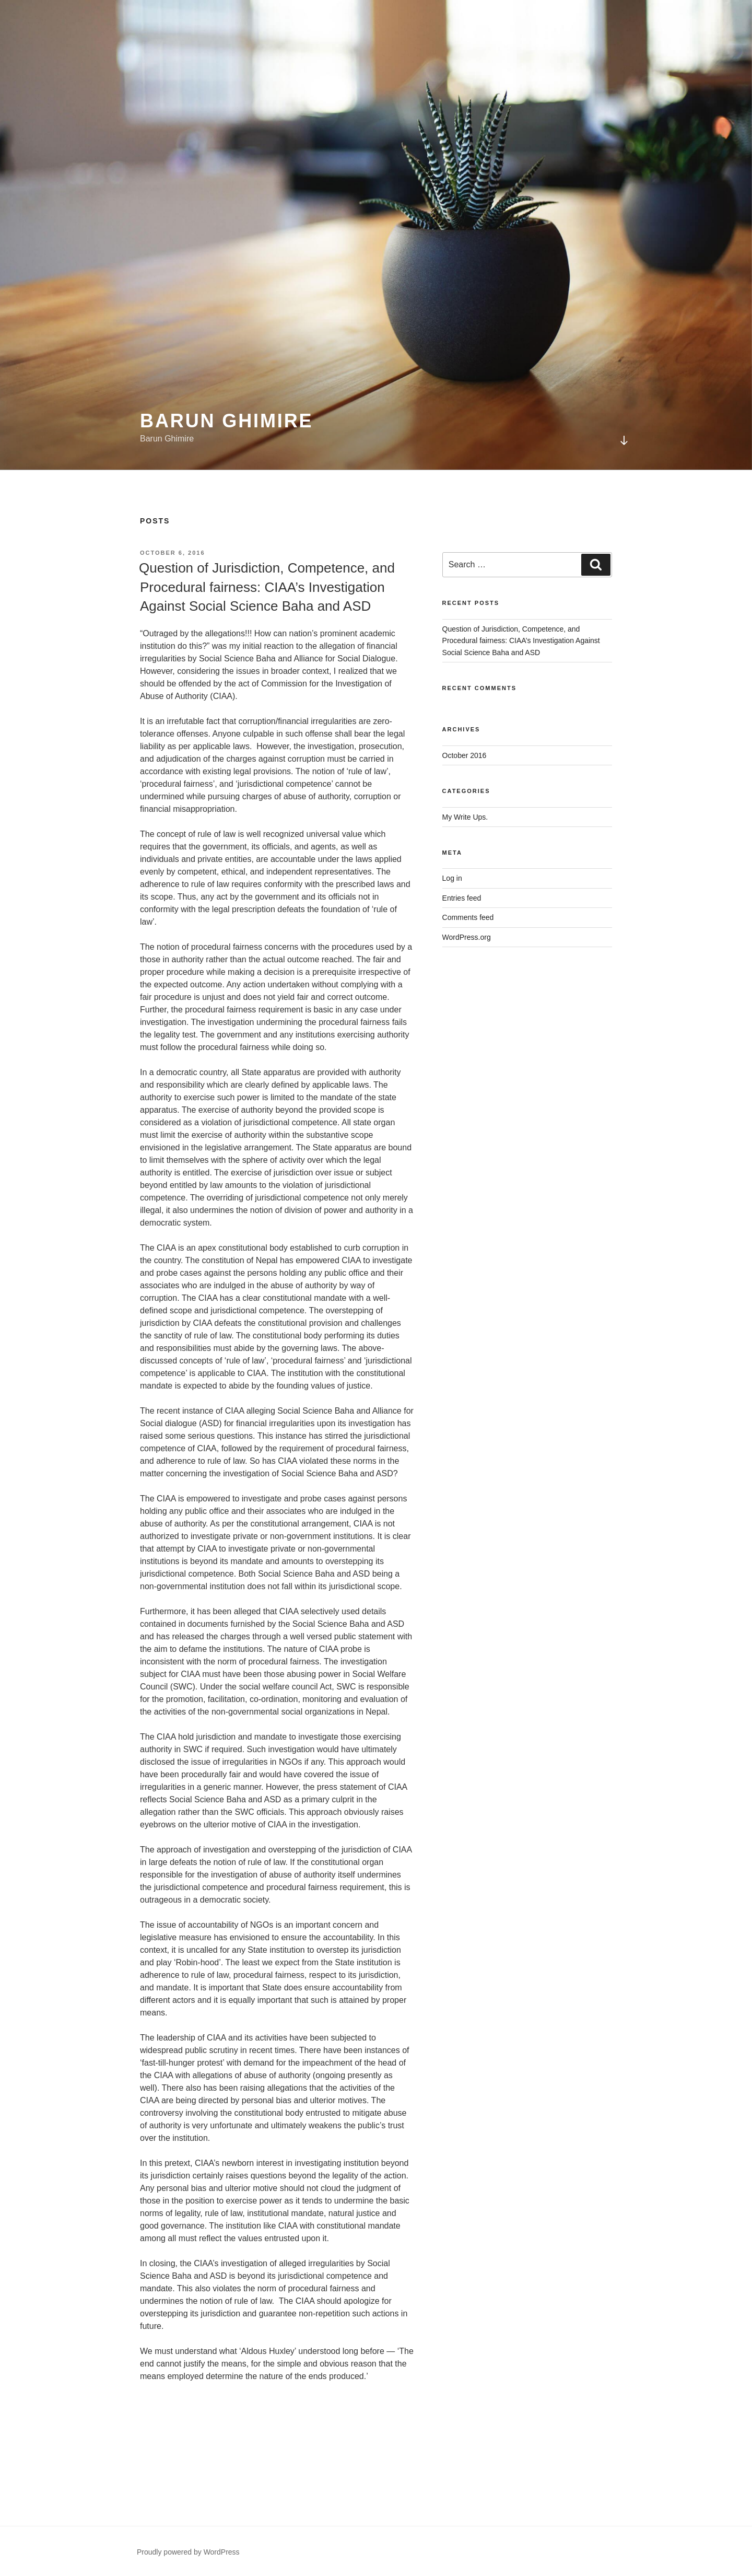 BARUN GHIMIRE
Barun Ghimire
POSTS
OCTOBER 6, 2016
Question of Jurisdiction, Competence, and
Procedural fairness: CIAA’s Investigation
Against Social Science Baha and ASD
“Outraged by the allegations!!! How can nation’s prominent academic
institution do this?” was my initial reaction to the allegation of financial
irregularities by Social Science Baha and Alliance for Social Dialogue.
However, considering the issues in broader context, I realized that we
should be offended by the act of Commission for the Investigation of
Abuse of Authority (CIAA).
It is an irrefutable fact that corruption/financial irregularities are zero-
tolerance offenses. Anyone culpable in such offense shall bear the legal
liability as per applicable laws.  However, the investigation, prosecution,
and adjudication of the charges against corruption must be carried in
accordance with existing legal provisions. The notion of ‘rule of law’,
‘procedural fairness’, and ‘jurisdictional competence’ cannot be
undermined while pursuing charges of abuse of authority, corruption or
financial misappropriation.
The concept of rule of law is well recognized universal value which
requires that the government, its officials, and agents, as well as
individuals and private entities, are accountable under the laws applied
evenly by competent, ethical, and independent representatives. The
adherence to rule of law requires conformity with the prescribed laws and
its scope. Thus, any act by the government and its officials not in
conformity with the legal prescription defeats the foundation of ‘rule of
law’.
The notion of procedural fairness concerns with the procedures used by a
those in authority rather than the actual outcome reached. The fair and
proper procedure while making a decision is a prerequisite irrespective of
the expected outcome. Any action undertaken without complying with a
fair procedure is unjust and does not yield fair and correct outcome.
Further, the procedural fairness requirement is basic in any case under
investigation. The investigation undermining the procedural fairness fails
the legality test. The government and any institutions exercising authority
must follow the procedural fairness while doing so.
In a democratic country, all State apparatus are provided with authority
and responsibility which are clearly defined by applicable laws. The
authority to exercise such power is limited to the mandate of the state
apparatus. The exercise of authority beyond the provided scope is
considered as a violation of jurisdictional competence. All state organ
must limit the exercise of authority within the substantive scope
envisioned in the legislative arrangement. The State apparatus are bound
to limit themselves with the sphere of activity over which the legal
authority is entitled. The exercise of jurisdiction over issue or subject
beyond entitled by law amounts to the violation of jurisdictional
competence. The overriding of jurisdictional competence not only merely
illegal, it also undermines the notion of division of power and authority in a
democratic system.
The CIAA is an apex constitutional body established to curb corruption in
the country. The constitution of Nepal has empowered CIAA to investigate
and probe cases against the persons holding any public office and their
associates who are indulged in the abuse of authority by way of
corruption. The CIAA has a clear constitutional mandate with a well-
defined scope and jurisdictional competence. The overstepping of
jurisdiction by CIAA defeats the constitutional provision and challenges
the sanctity of rule of law. The constitutional body performing its duties
and responsibilities must abide by the governing laws. The above-
discussed concepts of ‘rule of law’, ‘procedural fairness’ and ‘jurisdictional
competence’ is applicable to CIAA. The institution with the constitutional
mandate is expected to abide by the founding values of justice.
The recent instance of CIAA alleging Social Science Baha and Alliance for
Social dialogue (ASD) for financial irregularities upon its investigation has
raised some serious questions. This instance has stirred the jurisdictional
competence of CIAA, followed by the requirement of procedural fairness,
and adherence to rule of law. So has CIAA violated these norms in the
matter concerning the investigation of Social Science Baha and ASD?
The CIAA is empowered to investigate and probe cases against persons
holding any public office and their associates who are indulged in the
abuse of authority. As per the constitutional arrangement, CIAA is not
authorized to investigate private or non-government institutions. It is clear
that attempt by CIAA to investigate private or non-governmental
institutions is beyond its mandate and amounts to overstepping its
jurisdictional competence. Both Social Science Baha and ASD being a
non-governmental institution does not fall within its jurisdictional scope.
Furthermore, it has been alleged that CIAA selectively used details
contained in documents furnished by the Social Science Baha and ASD
and has released the charges through a well versed public statement with
the aim to defame the institutions. The nature of CIAA probe is
inconsistent with the norm of procedural fairness. The investigation
subject for CIAA must have been those abusing power in Social Welfare
Council (SWC). Under the social welfare council Act, SWC is responsible
for the promotion, facilitation, co-ordination, monitoring and evaluation of
the activities of the non-governmental social organizations in Nepal.
The CIAA hold jurisdiction and mandate to investigate those exercising
authority in SWC if required. Such investigation would have ultimately
disclosed the issue of irregularities in NGOs if any. This approach would
have been procedurally fair and would have covered the issue of
irregularities in a generic manner. However, the press statement of CIAA
reflects Social Science Baha and ASD as a primary culprit in the
allegation rather than the SWC officials. This approach obviously raises
eyebrows on the ulterior motive of CIAA in the investigation.
The approach of investigation and overstepping of the jurisdiction of CIAA
in large defeats the notion of rule of law. If the constitutional organ
responsible for the investigation of abuse of authority itself undermines
the jurisdictional competence and procedural fairness requirement, this is
outrageous in a democratic society.
The issue of accountability of NGOs is an important concern and
legislative measure has envisioned to ensure the accountability. In this
context, it is uncalled for any State institution to overstep its jurisdiction
and play ‘Robin-hood’. The least we expect from the State institution is
adherence to rule of law, procedural fairness, respect to its jurisdiction,
and mandate. It is important that State does ensure accountability from
different actors and it is equally important that such is attained by proper
means.
The leadership of CIAA and its activities have been subjected to
widespread public scrutiny in recent times. There have been instances of
‘fast-till-hunger protest’ with demand for the impeachment of the head of
the CIAA with allegations of abuse of authority (ongoing presently as
well). There also has been raising allegations that the activities of the
CIAA are being directed by personal bias and ulterior motives. The
controversy involving the constitutional body entrusted to mitigate abuse
of authority is very unfortunate and ultimately weakens the public’s trust
over the institution.
In this pretext, CIAA’s newborn interest in investigating institution beyond
its jurisdiction certainly raises questions beyond the legality of the action.
Any personal bias and ulterior motive should not cloud the judgment of
those in the position to exercise power as it tends to undermine the basic
norms of legality, rule of law, institutional mandate, natural justice and
good governance. The institution like CIAA with constitutional mandate
among all must reflect the values entrusted upon it.
In closing, the CIAA’s investigation of alleged irregularities by Social
Science Baha and ASD is beyond its jurisdictional competence and
mandate. This also violates the norm of procedural fairness and
undermines the notion of rule of law.  The CIAA should apologize for
overstepping its jurisdiction and guarantee non-repetition such actions in
future.
We must understand what ‘Aldous Huxley’ understood long before — ‘The
end cannot justify the means, for the simple and obvious reason that the
means employed determine the nature of the ends produced.’
Search …
RECENT POSTS
Question of Jurisdiction, Competence, and
Procedural fairness: CIAA’s Investigation Against
Social Science Baha and ASD
RECENT COMMENTS
ARCHIVES
October 2016
CATEGORIES
My Write Ups.
META
Log in
Entries feed
Comments feed
WordPress.org
Proudly powered by WordPress